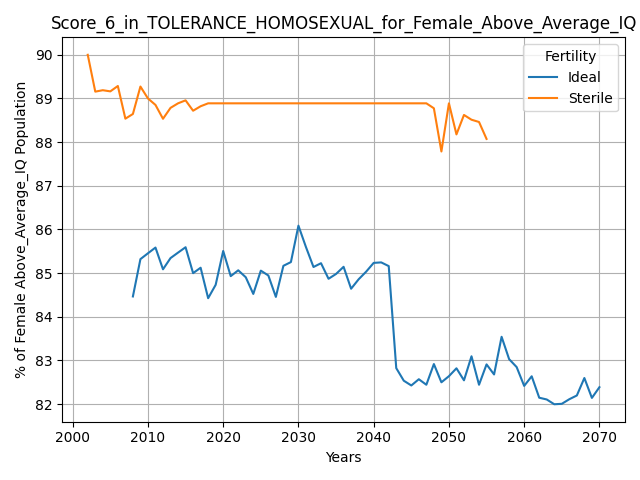 Score_6_in_TOLERANCE_HOMOSEXUAL_for_Female_Above_Average_IQ
Fertility
Ideal
Sterile
% of Female Above_Average_IQ Population
90
89
88
87
86
85
84
83
82
2000 2010 2020 2030 2040 2050 2060 2070
Years